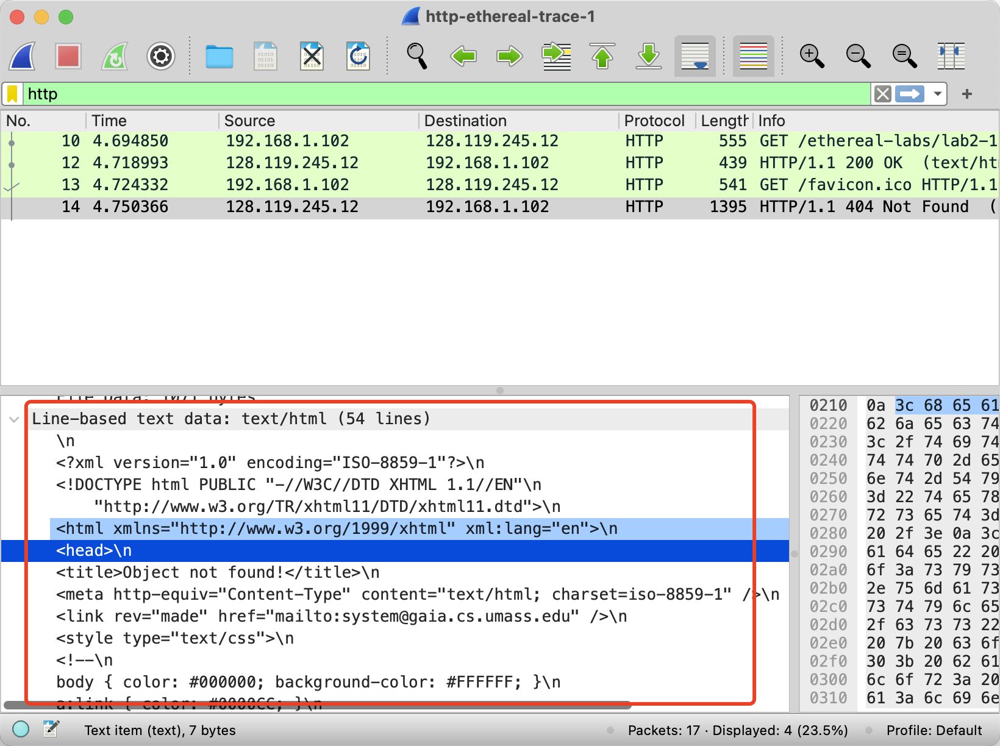 http-ethereal-trace-1
http
No. Time Source Destination Protocol Length Info
10 4.694850 192.168.1.102 128.119.245.12 HTTP 555 GET /ethereal-labs/lab2-1
12 4.718993 128.119.245.12 192.168.1.102 HTTP 439 HTTP/1.1 200 OK (text/ht
13 4.724332 192.168.1.102 128.119.245.12 HTTP 541 GET /favicon.ico HTTP/1.1
14 4.750366 128.119.245.12 192.168.1.102 HTTP 1395 HTTP/1.1 404 Not Found (
Line-based text data: text/html (54 lines)
\n
<?xml version="1.0" encoding="ISO-8859-1"?>\n
<!DOCTYPE html PUBLIC "-//W3C//DTD XHTML 1.1//EN"\n
"http://www.w3.org/TR/xhtml11/DTD/xhtml11.dtd">\n
<html xmlns="http://www.w3.org/1999/xhtml" xml:lang="en">\n
<head>\n
<title>Object not found!</title>\n
<meta http-equiv="Content-Type" content="text/html; charset=iso-8859-1" />\n
<link rev="made" href="mailto:system@gaia.cs.umass.edu" />\n
<style type="text/css">\n
<!--\n
body { color: #000000; background-color: #FFFFFF; }\n
a:link { color: #0000CC; }\n
0210 0a 3c 68 65 61
0220 62 6a 65 63 74
0230 3c 2f 74 69 74
0240 74 74 70 2d 65
0250 6e 74 2d 54 79
0260 3d 22 74 65 78
0270 72 73 65 74 3d
0280 20 2f 3e 0a 3c
0290 61 64 65 22 20
02a0 6f 3a 73 79 73
02b0 2e 75 6d 61 73
02c0 73 74 79 6c 65
02d0 2f 63 73 73 22
02e0 20 7b 20 63 6f
02f0 30 3b 20 62 61
0300 6c 6f 72 3a 20
0310 61 3a 6c 69 6e
Text item (text), 7 bytes
Packets: 17 · Displayed: 4 (23.5%)
Profile: Default